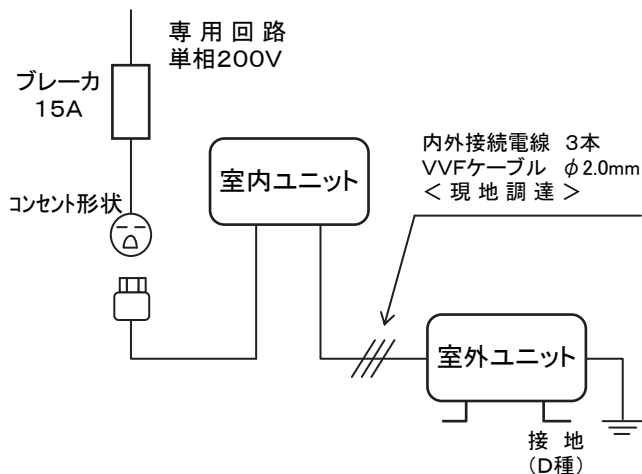 専用回路
単相200V
ブレーカ
15A
コンセント形状
室内ユニット
内外接続電線 3本
VVFケーブル φ2.0mm
<現地調達>
室外ユニット
接地
(D種)